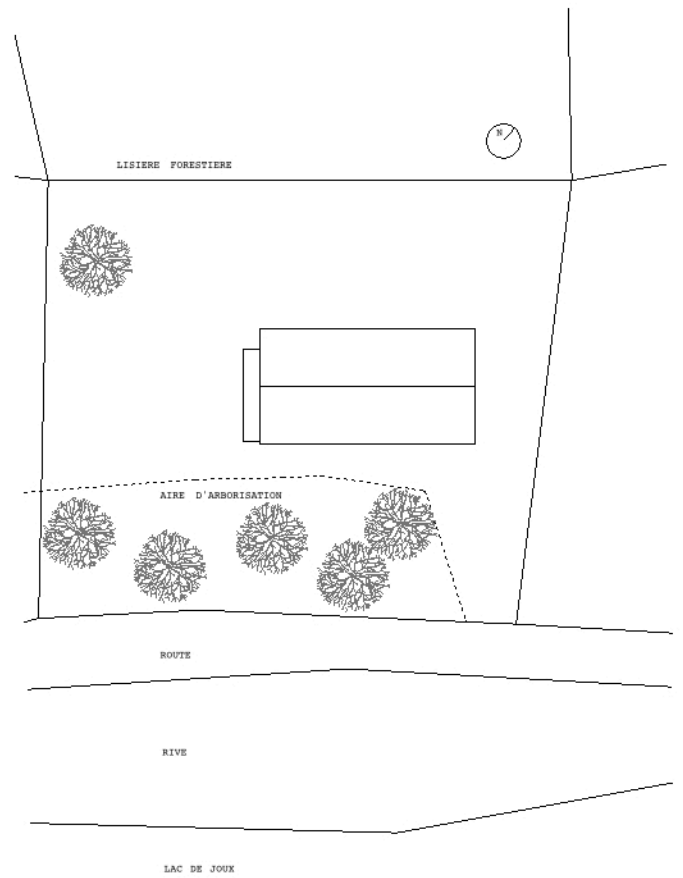 N
LISIERE FORESTIERE
AIRE D'ARBORISATION
ROUTE
RIVE
LAC DE JOUX